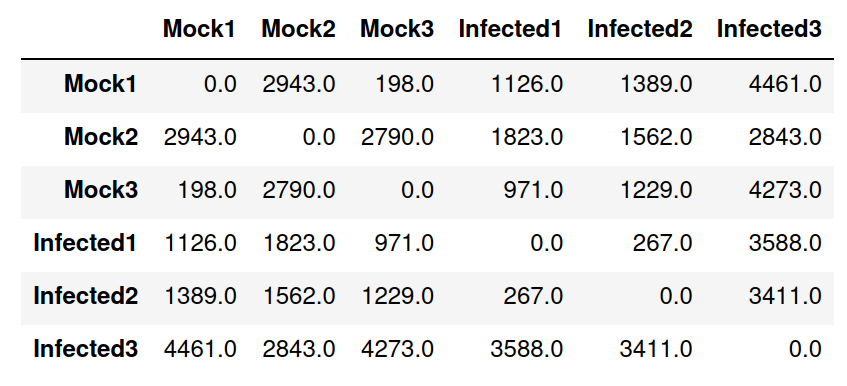 Mock1 Mock2 Mock3 Infected1 Infected2 Infected3
Mock1 0.0 2943.0 198.0 1126.0 1389.0 4461.0
Mock2 2943.0 0.0 2790.0 1823.0 1562.0 2843.0
Mock3 198.0 2790.0 0.0 971.0 1229.0 4273.0
Infected1 1126.0 1823.0 971.0 0.0 267.0 3588.0
Infected2 1389.0 1562.0 1229.0 267.0 0.0 3411.0
Infected3 4461.0 2843.0 4273.0 3588.0 3411.0 0.0